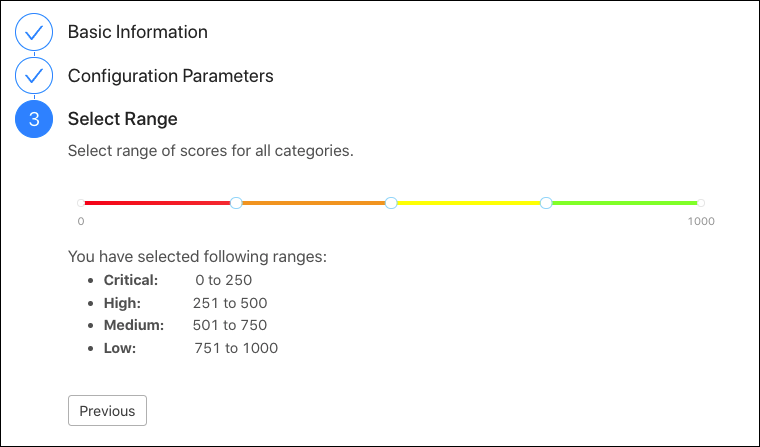 Basic Information
Configuration Parameters
3 Select Range
Select range of scores for all categories.
0 1000
You have selected following ranges:
• Critical: 0 to 250
• High: 251 to 500
• Medium: 501 to 750
• Low: 751 to 1000
Previous